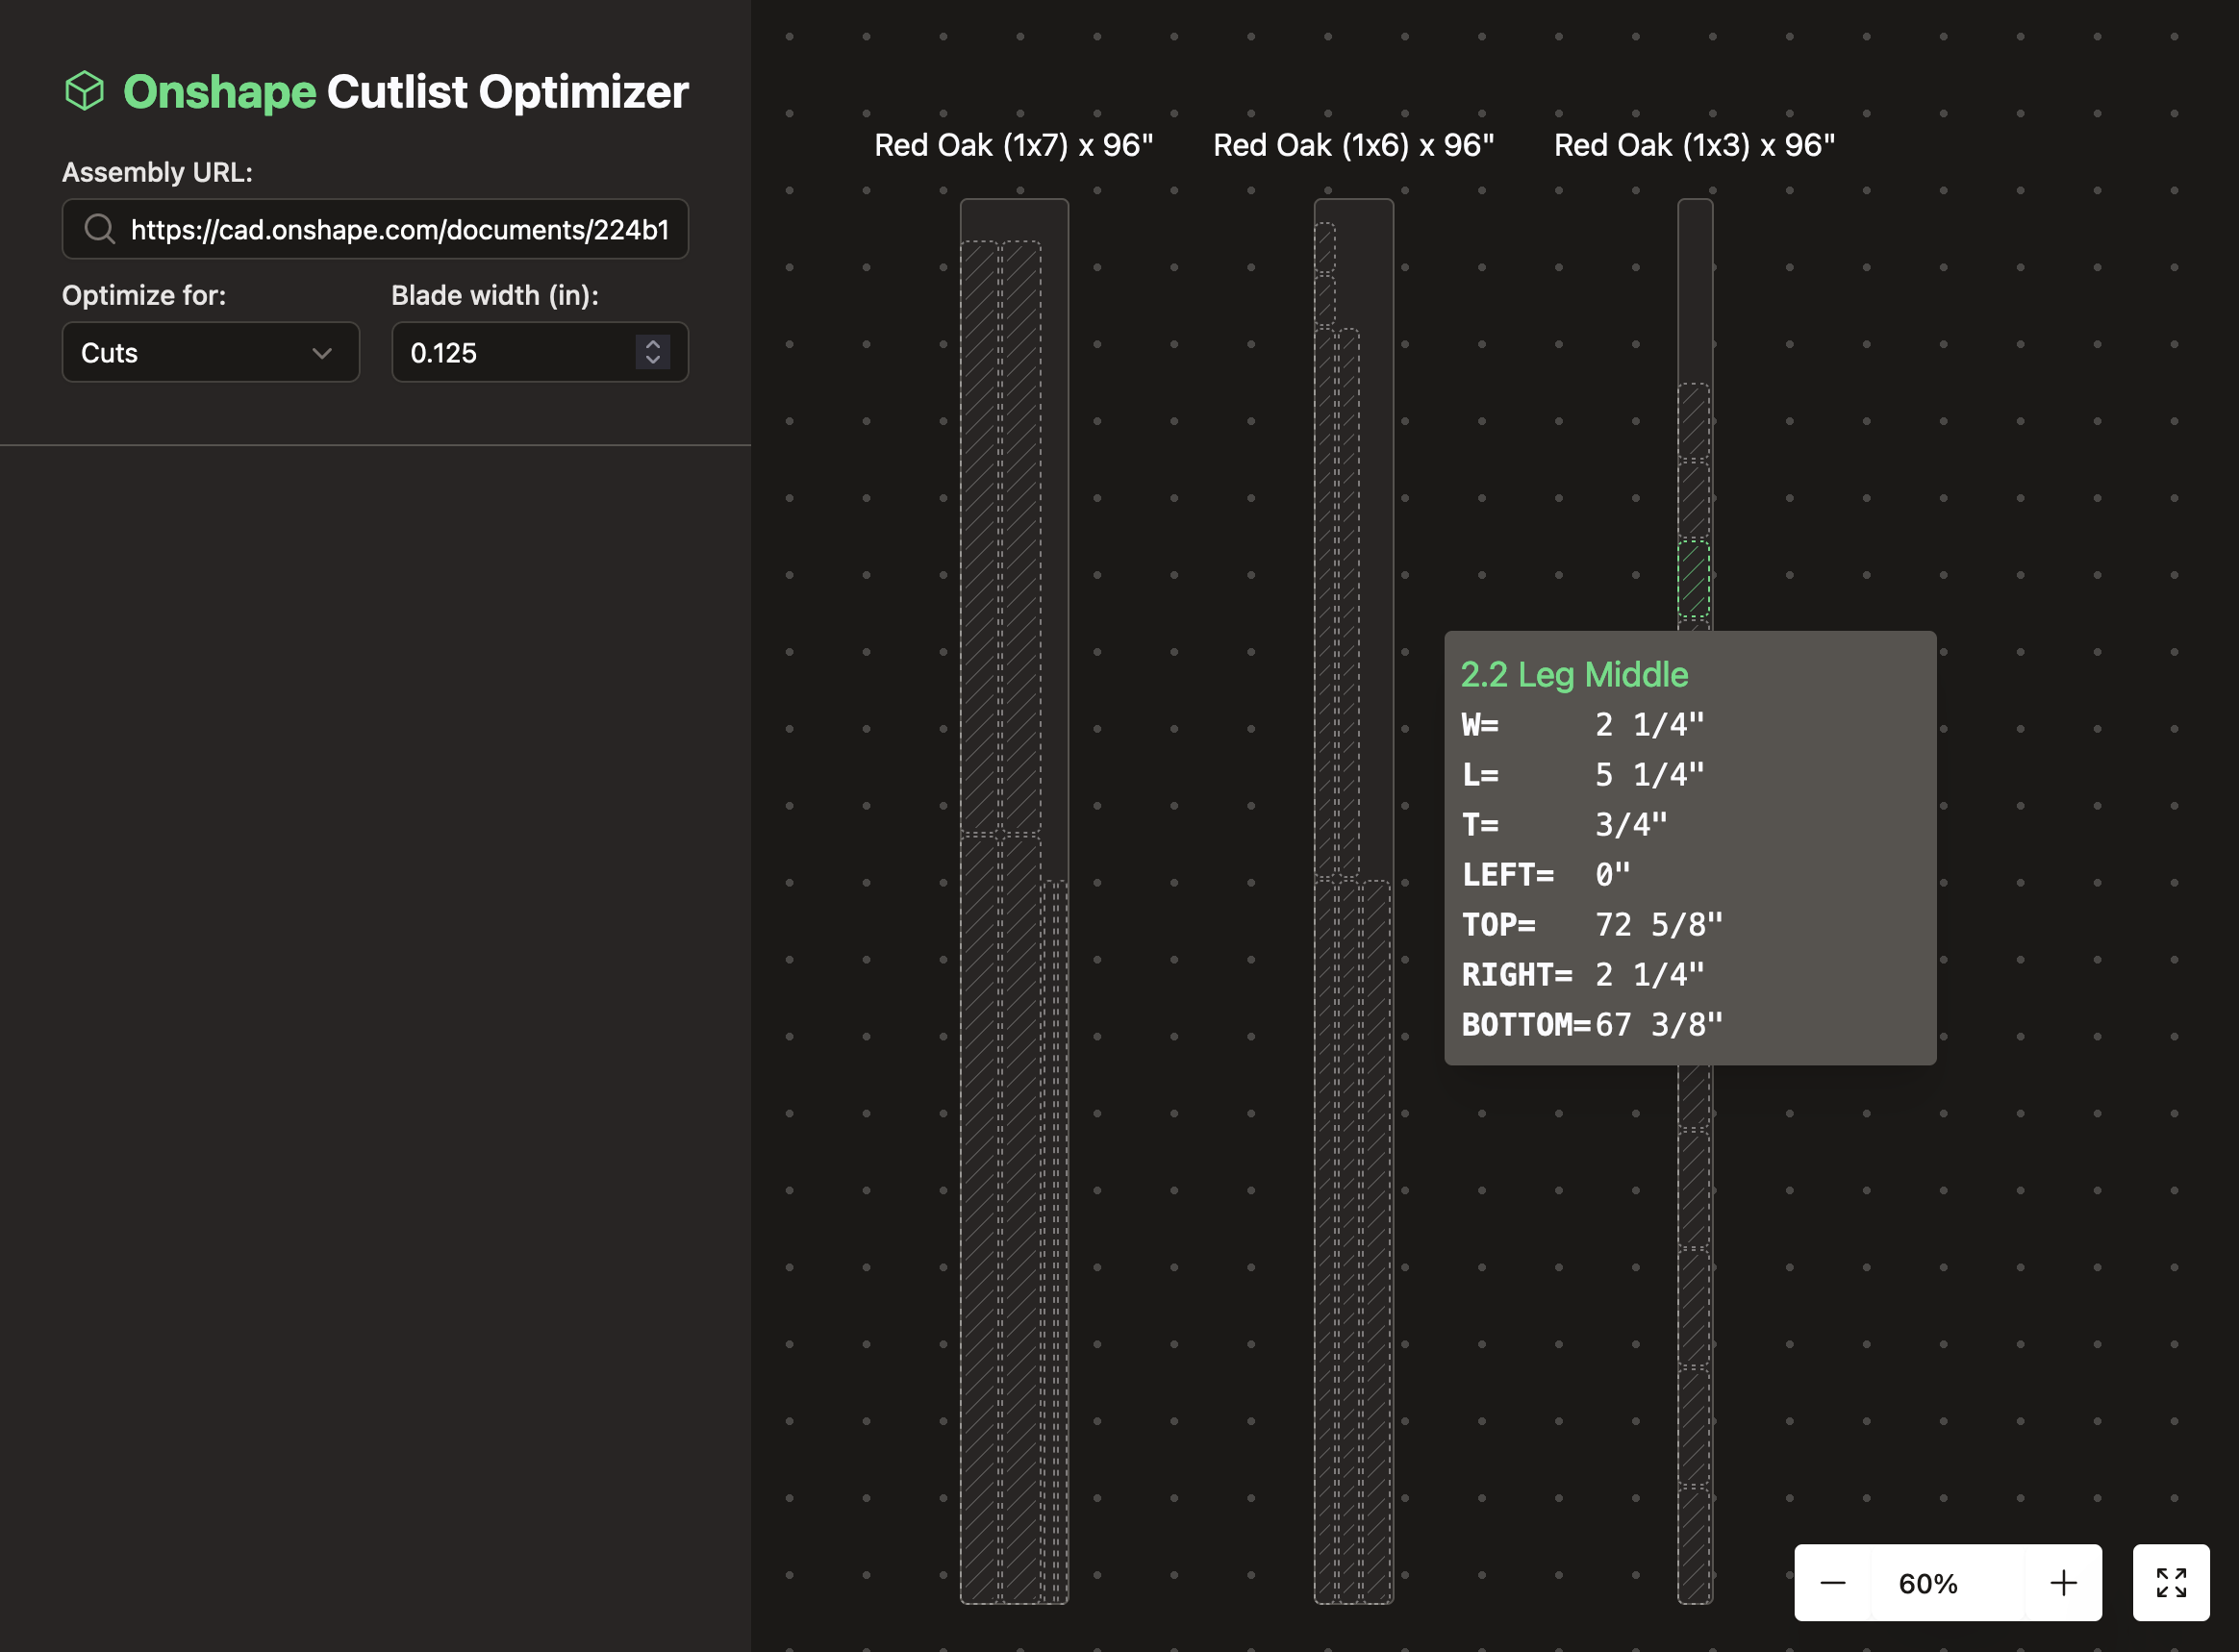 Onshape Cutlist Optimizer
Assembly URL:
https://cad.onshape.com/documents/224b1
Optimize for:
Blade width (in):
Cuts
0.125
Red Oak (1x7) x 96"
Red Oak (1x6) x 96"
Red Oak (1x3) x 96"
2.2 Leg Middle
W= 2 1/4"
L= 5 1/4"
T= 3/4"
LEFT= 0"
TOP= 72 5/8"
RIGHT= 2 1/4"
BOTTOM=67 3/8"
60%